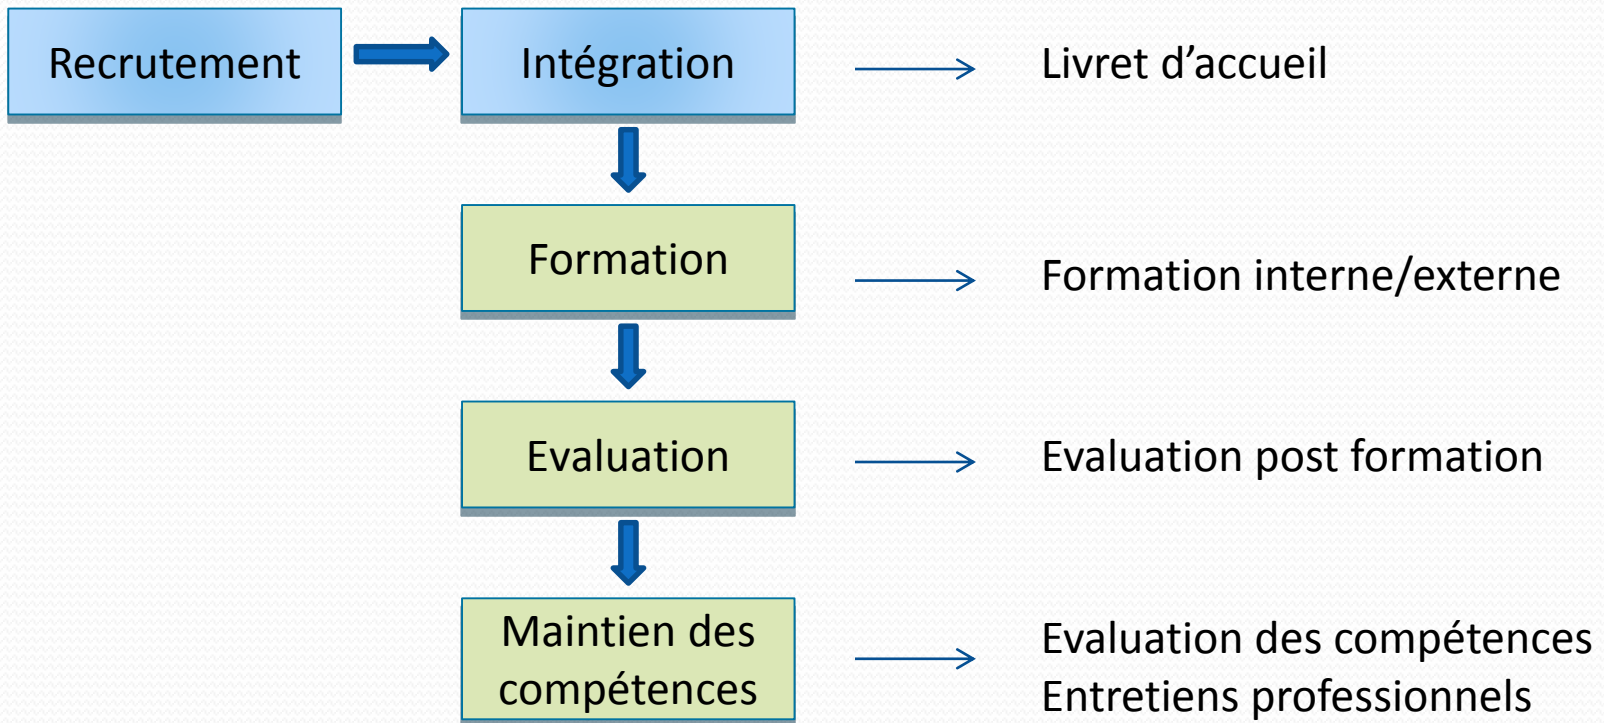 Recrutement
Intégration
Livret d’accueil
Formation
Formation interne/externe
Evaluation
Evaluation post formation
Maintien des
compétences
Evaluation des compétences
Entretiens professionnels